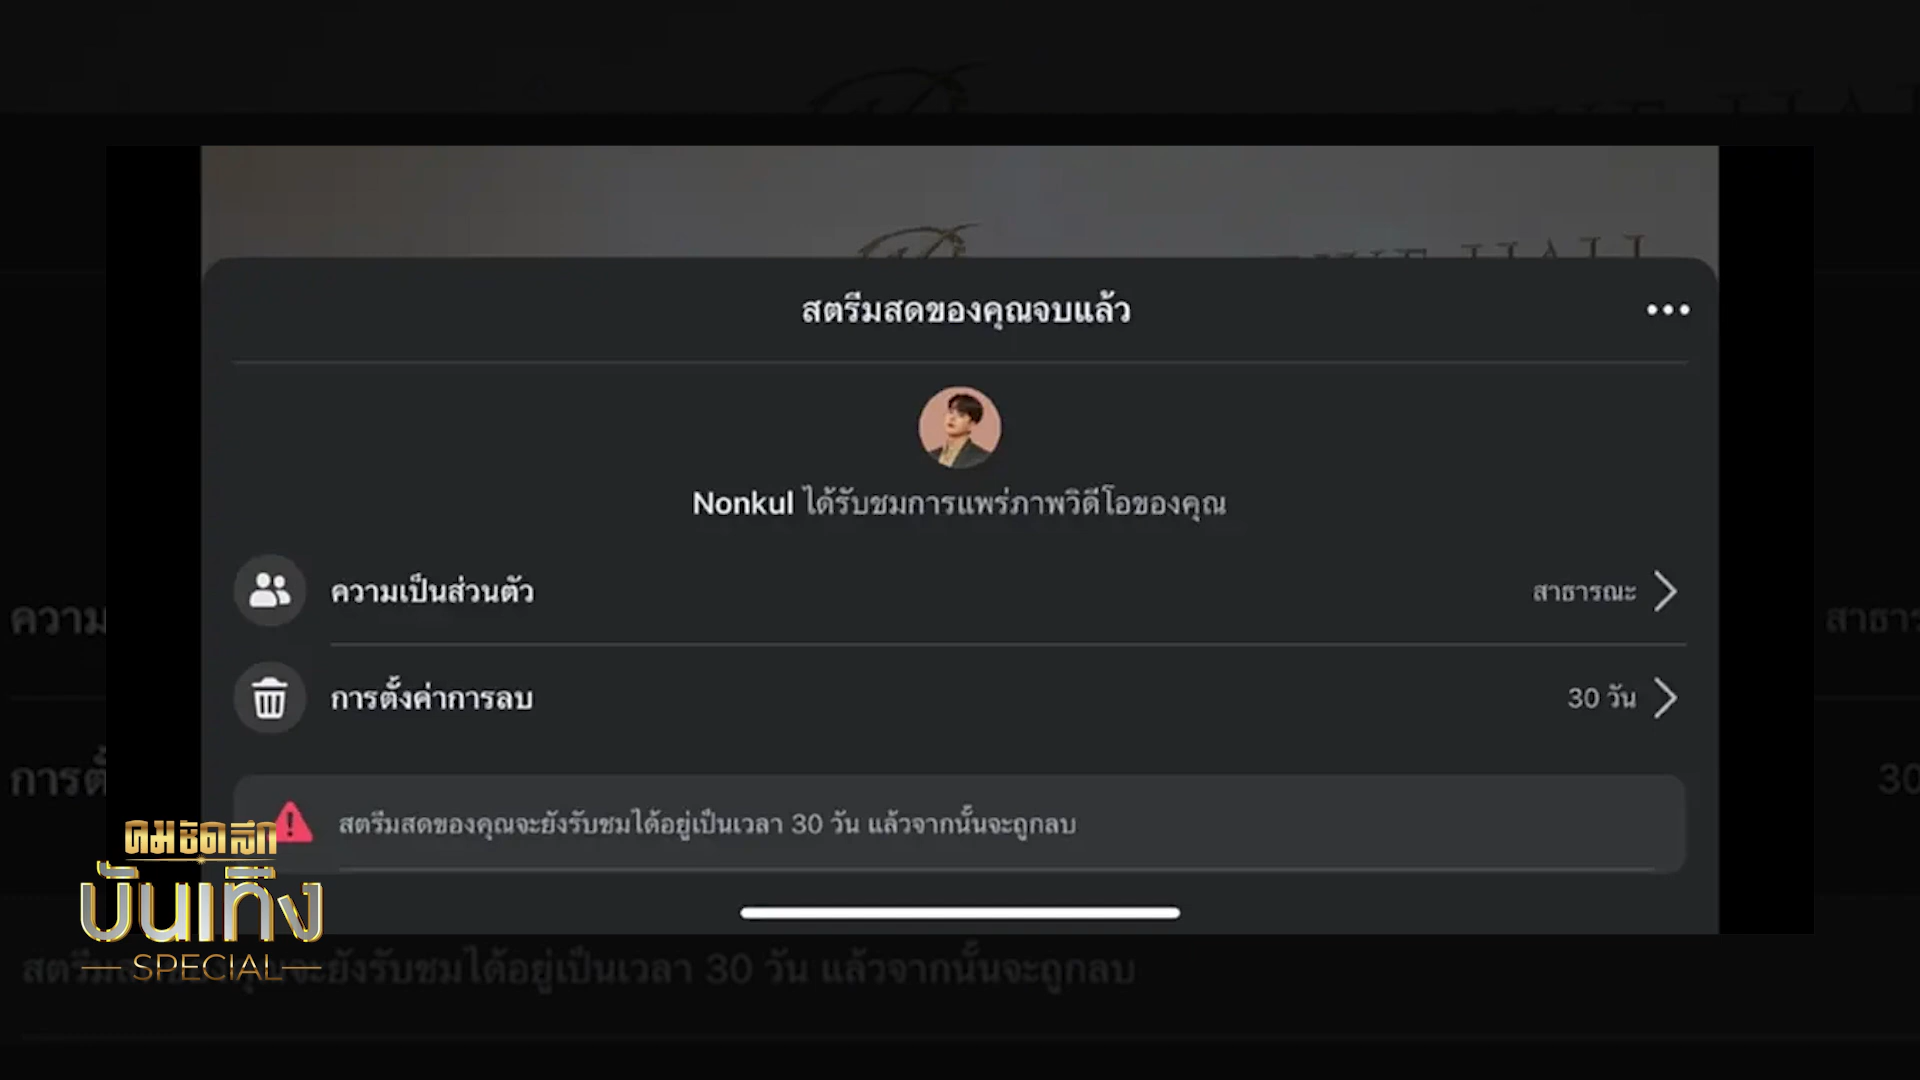 สตรีมสดของคุณจบแล้ว
Nonkul ได้รับชมการแพร่ภาพวิดีโอของคุณ
ความเป็นส่วนตัว
สาธารณะ
การตั้งค่าการลบ
30 วัน
สตรีมสดของคุณจะยังรับชมได้อยู่เป็นเวลา 30 วัน แล้วจากนั้นจะถูกลบ
คมชัดลึก
บันเทิง
SPECIAL